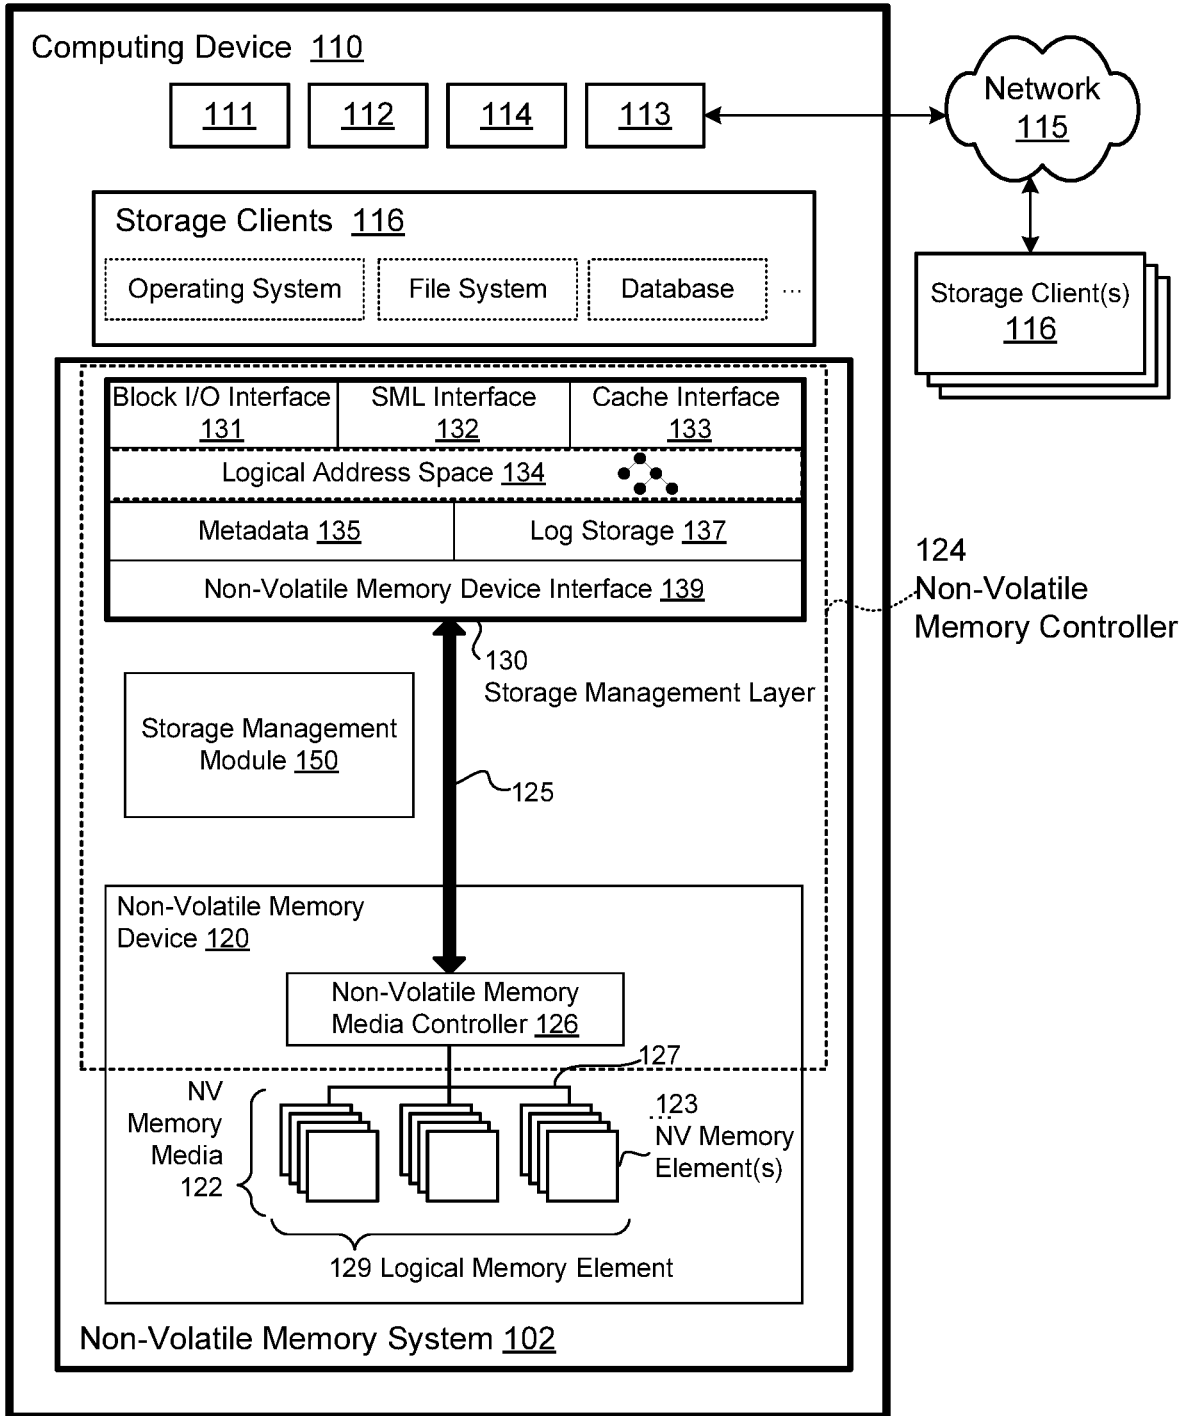 Computing Device 110
111
112
114
113
Network
115
Storage Clients 116
Operating System
File System
Database
...
Storage Client(s)
116
Block I/O Interface
131
SML Interface
132
Cache Interface
133
Logical Address Space 134
Metadata 135
Log Storage 137
Non-Volatile Memory Device Interface 139
124
Non-Volatile
Memory Controller
130
Storage Management Layer
Storage Management
Module 150
125
Non-Volatile Memory
Device 120
Non-Volatile Memory
Media Controller 126
127
NV
Memory
Media
122
...
123
NV Memory
Element(s)
129 Logical Memory Element
Non-Volatile Memory System 102